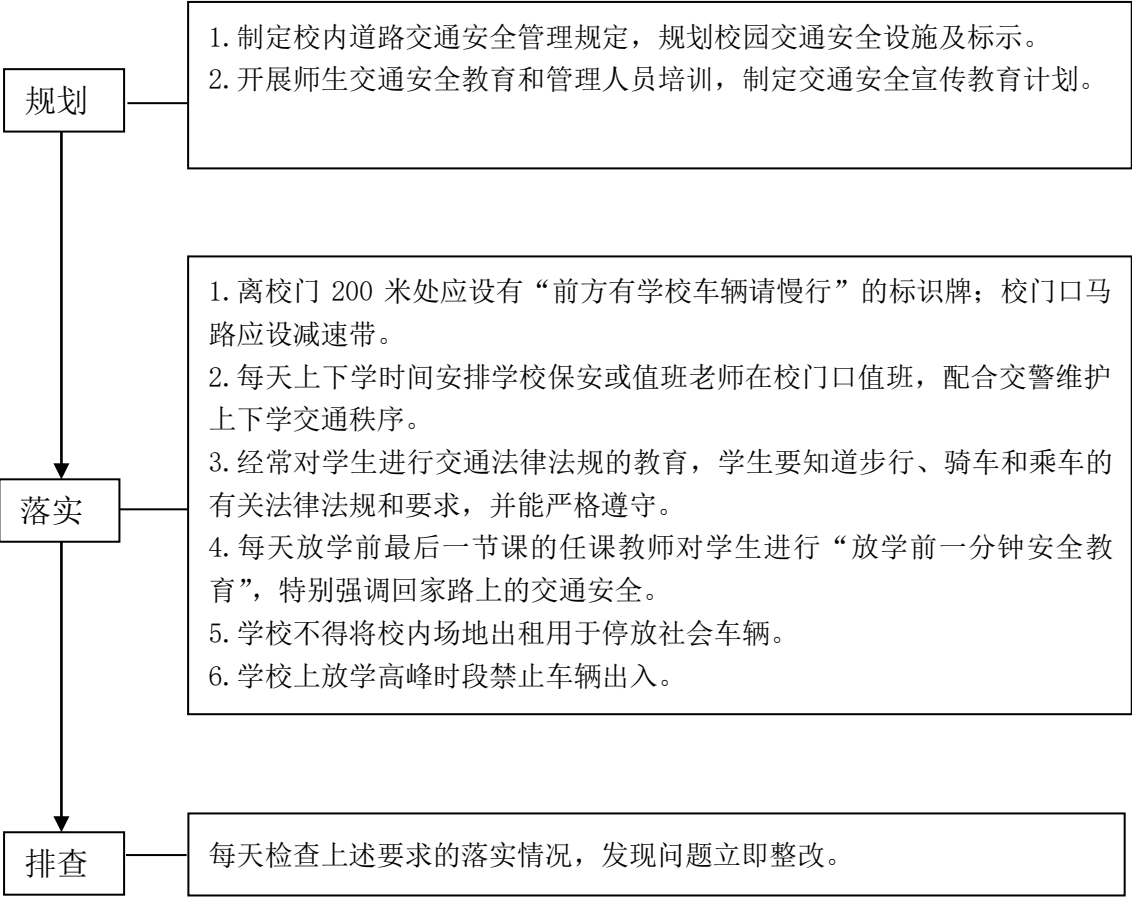 规划
1.制定校内道路交通安全管理规定，规划校园交通安全设施及标示。
2.开展师生交通安全教育和管理人员培训，制定交通安全宣传教育计划。
落实
1.离校门 200 米处应设有“前方有学校车辆请慢行”的标识牌；校门口马
路应设减速带。
2.每天上下学时间安排学校保安或值班老师在校门口值班，配合交警维护
上下学交通秩序。
3.经常对学生进行交通法律法规的教育，学生要知道步行、骑车和乘车的
有关法律法规和要求，并能严格遵守。
4.每天放学前最后一节课的任课教师对学生进行“放学前一分钟安全教
育”，特别强调回家路上的交通安全。
5.学校不得将校内场地出租用于停放社会车辆。
6.学校上放学高峰时段禁止车辆出入。
排查
每天检查上述要求的落实情况，发现问题立即整改。